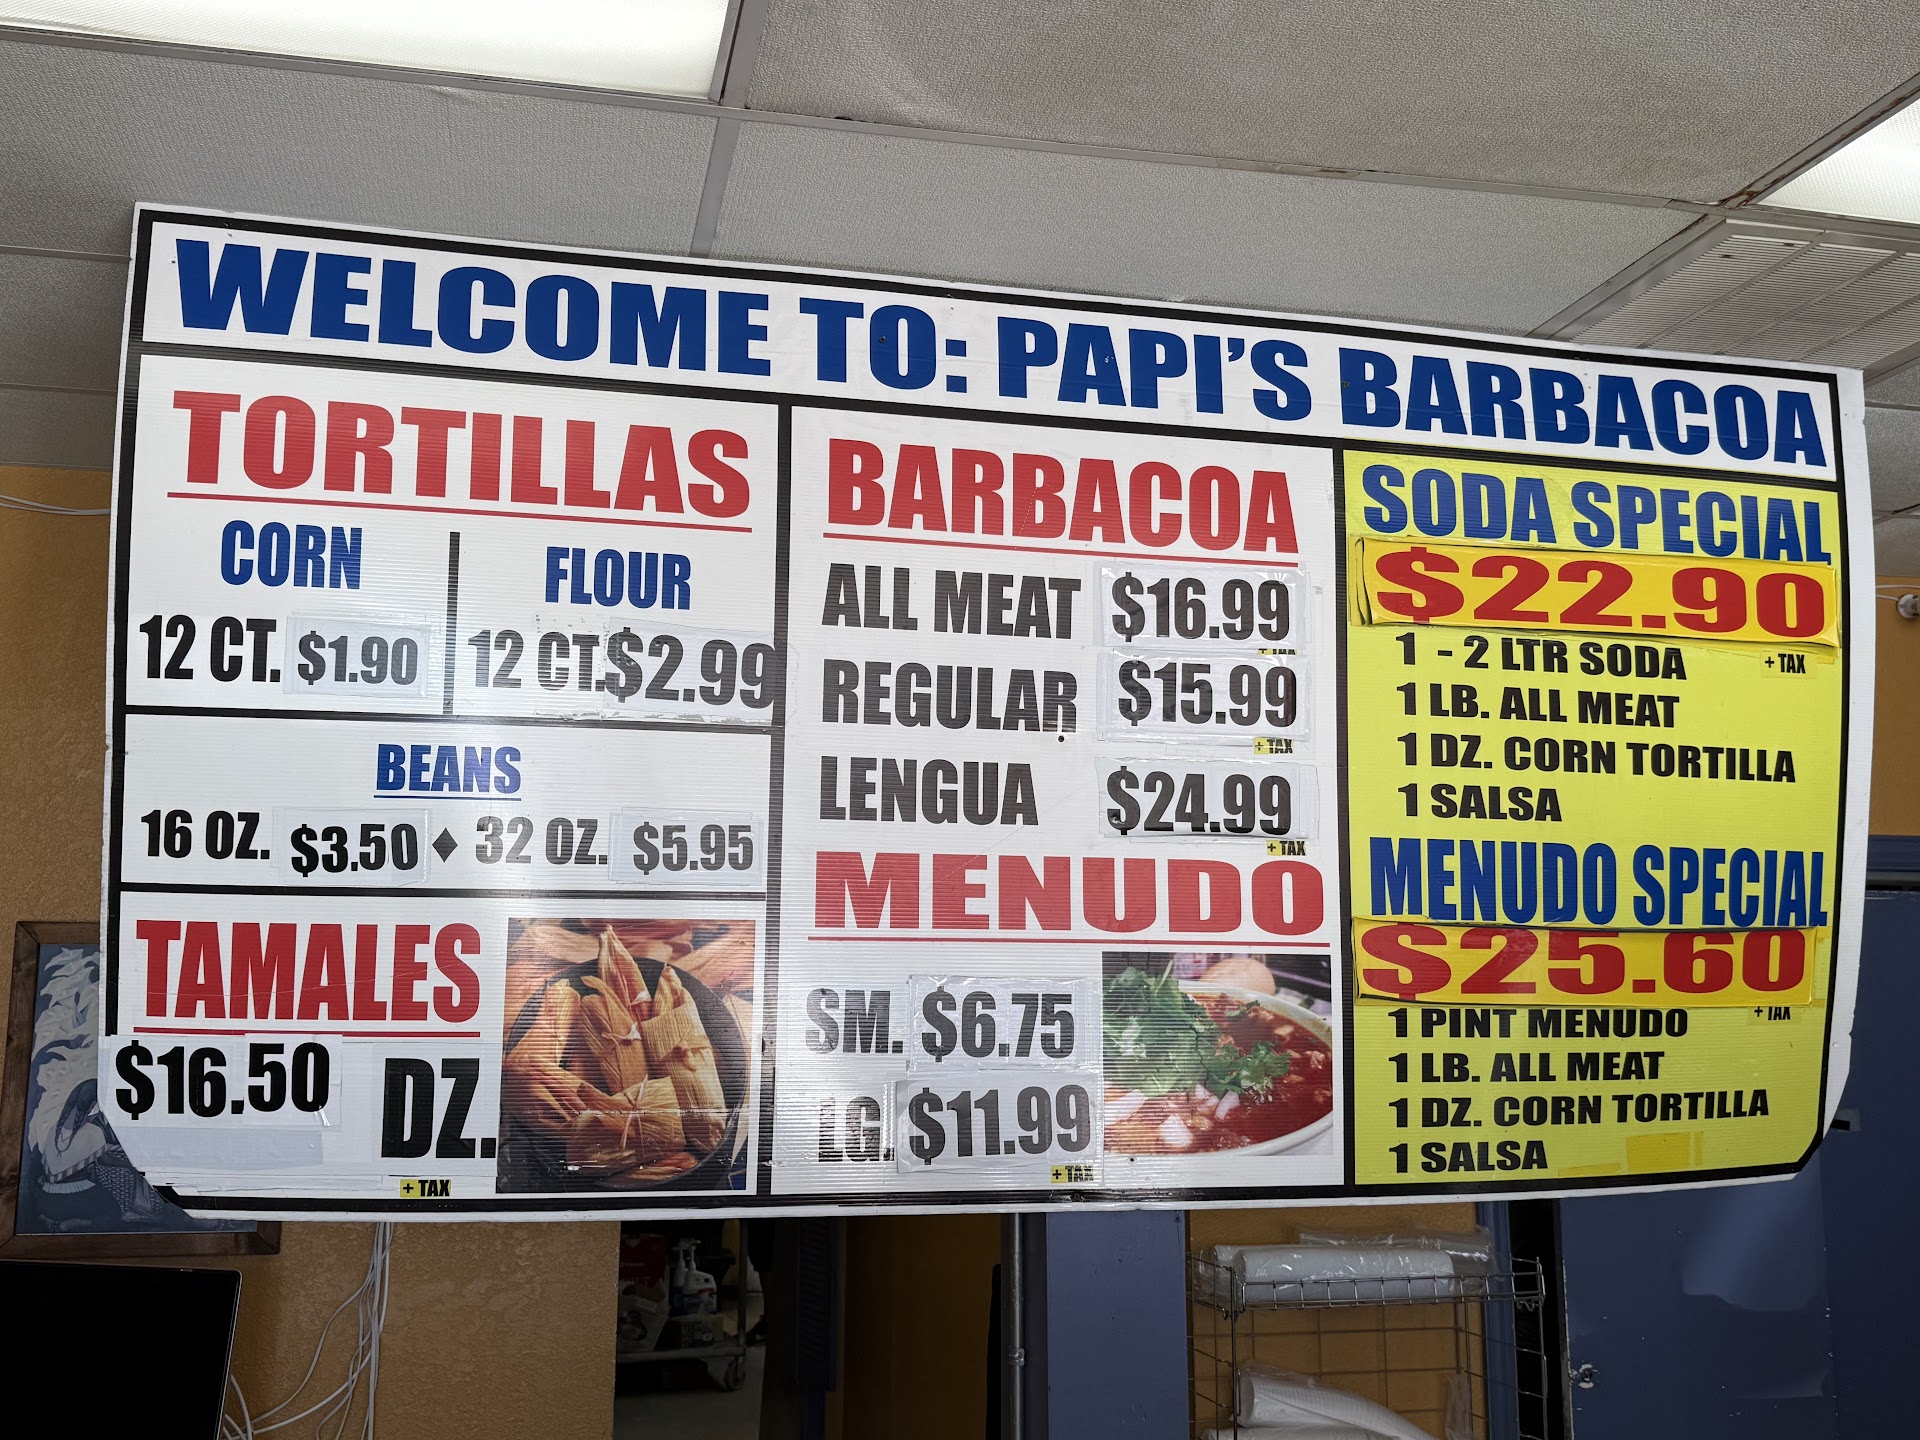 WELCOME TO: PAPI'S BARBACOA
TORTILLAS
CORN
12 CT. $1.90
FLOUR
12 CT. $2.99
BEANS
16 OZ. $3.50 ♦ 32 OZ. $5.95
TAMALES
$16.50 DZ.
+ TAX
BARBACOA
ALL MEAT $16.99
+ TAX
REGULAR $15.99
+ TAX
LENGUA $24.99
+ TAX
MENUDO
SM. $6.75
LG. $11.99
+ TAX
SODA SPECIAL
$22.90
+ TAX
1 - 2 LTR SODA
1 LB. ALL MEAT
1 DZ. CORN TORTILLA
1 SALSA
MENUDO SPECIAL
$25.60
+ TAX
1 PINT MENUDO
1 LB. ALL MEAT
1 DZ. CORN TORTILLA
1 SALSA